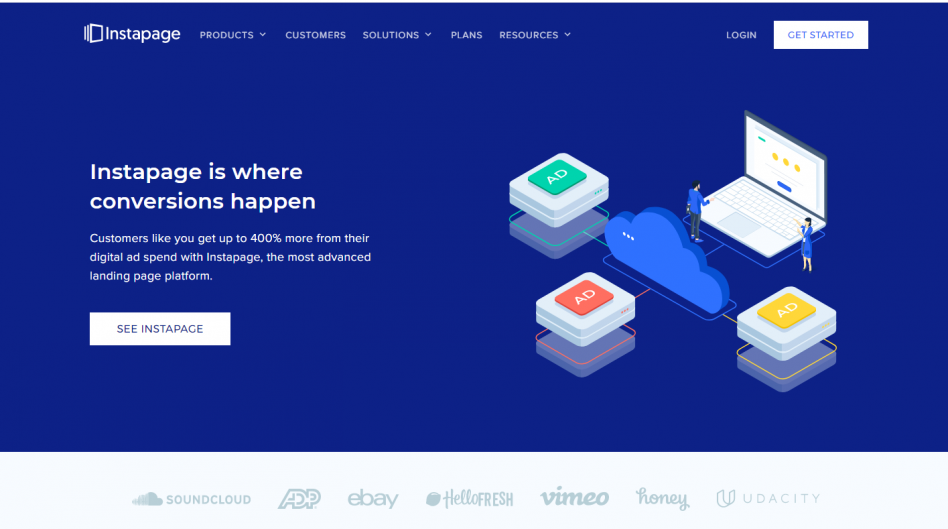 Instapage
PRODUCTS
CUSTOMERS
SOLUTIONS
PLANS
RESOURCES
LOGIN
GET STARTED
Instapage is where
conversions happen
Customers like you get up to 400% more from their
digital ad spend with Instapage, the most advanced
landing page platform.
SEE INSTAPAGE
AD
AD
AD
SOUNDCLOUD
ADP
ebay
HelloFRESH
vimeo
honey
UDACITY